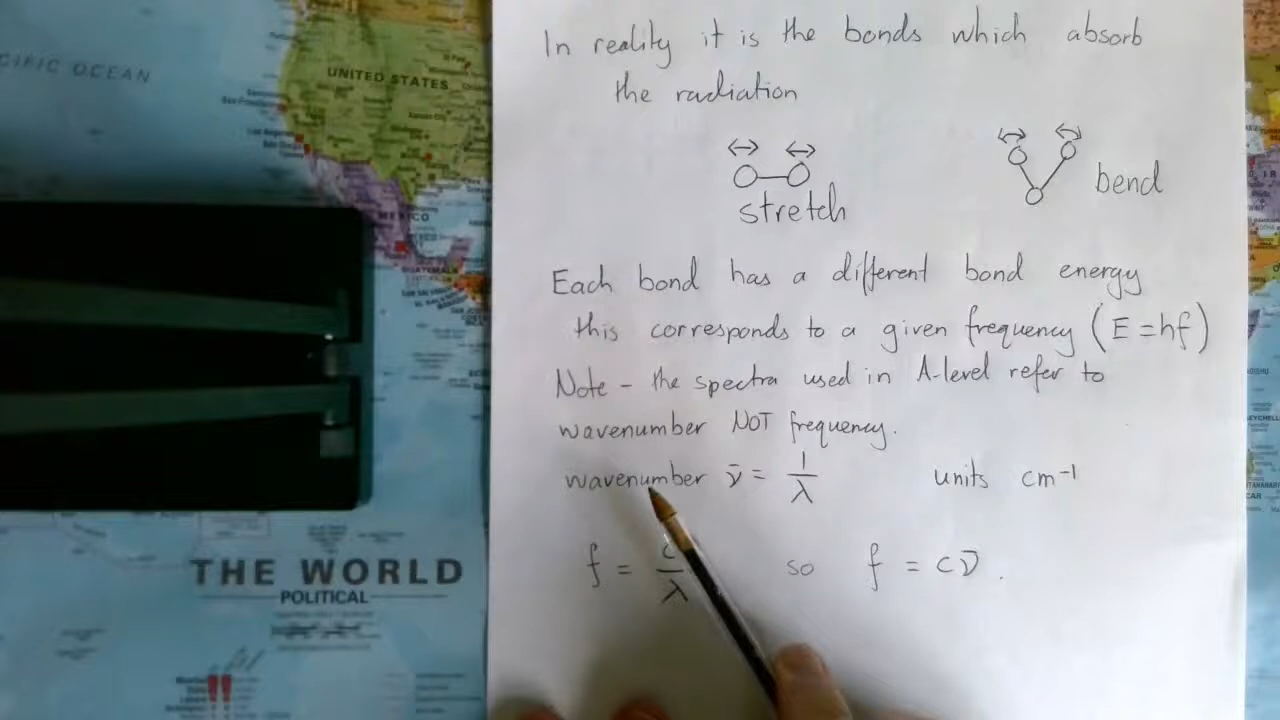 In reality it is the bonds which absorb
the radiation
stretch
bend
Each bond has a different bond energy
this corresponds to a given frequency (E = hf)
Note - the spectra used in A-level refer to
wavenumber NOT frequency.
wavenumber ν̄ = 1/λ units cm⁻¹
f = c/λ so f = cν̄.
PACIFIC OCEAN
UNITED STATES
MEXICO
GUATEMALA
THE WORLD
POLITICAL